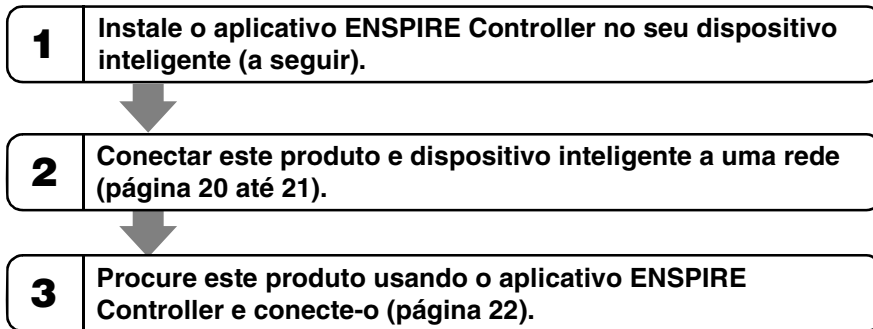 1
Instale o aplicativo ENSPIRE Controller no seu dispositivo
inteligente (a seguir).
2
Conectar este produto e dispositivo inteligente a uma rede
(página 20 até 21).
3
Procure este produto usando o aplicativo ENSPIRE
Controller e conecte-o (página 22).